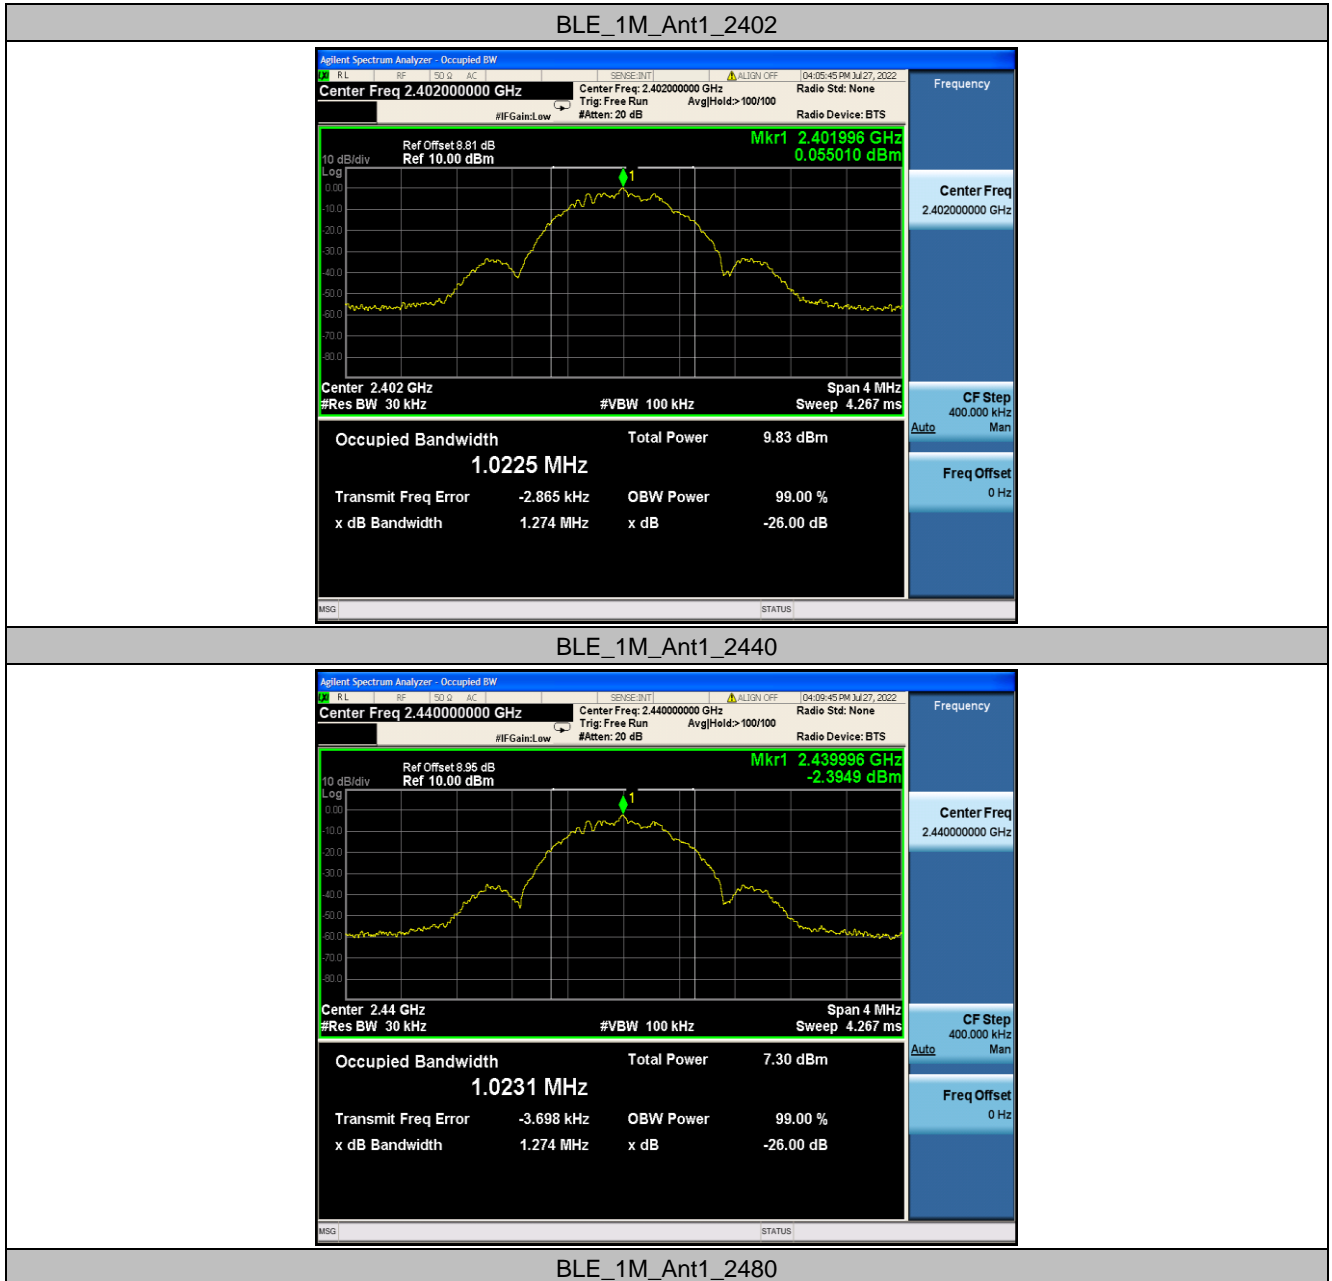 BLE_1M_Ant1_2402
Agilent Spectrum Analyzer - Occupied BW
LXI RL RF 50 Ω AC SENSE:INT ALIGN OFF 04:05:45 PM Jul 27, 2022
Center Freq 2.402000000 GHz
Center Freq: 2.402000000 GHz Radio Std: None
Trig: Free Run Avg|Hold:> 100/100
#IFGain:Low #Atten: 20 dB Radio Device: BTS
Frequency
Mkr1 2.401996 GHz
0.055010 dBm
Ref Offset 8.81 dB
10 dB/div Ref 10.00 dBm
Log
1
0.00
-10.0
-20.0
-30.0
-40.0
-50.0
-60.0
-70.0
-80.0
Center 2.402 GHz Span 4 MHz
#Res BW 30 kHz #VBW 100 kHz Sweep 4.267 ms
Center Freq
2.402000000 GHz
CF Step
400.000 kHz
Auto Man
Freq Offset
0 Hz
Occupied Bandwidth Total Power 9.83 dBm
1.0225 MHz
Transmit Freq Error -2.865 kHz OBW Power 99.00 %
x dB Bandwidth 1.274 MHz x dB -26.00 dB
MSG STATUS
BLE_1M_Ant1_2440
Agilent Spectrum Analyzer - Occupied BW
LXI RL RF 50 Ω AC SENSE:INT ALIGN OFF 04:09:45 PM Jul 27, 2022
Center Freq 2.440000000 GHz
Center Freq: 2.440000000 GHz Radio Std: None
Trig: Free Run Avg|Hold:> 100/100
#IFGain:Low #Atten: 20 dB Radio Device: BTS
Frequency
Mkr1 2.439996 GHz
-2.3949 dBm
Ref Offset 8.95 dB
10 dB/div Ref 10.00 dBm
Log
1
0.00
-10.0
-20.0
-30.0
-40.0
-50.0
-60.0
-70.0
-80.0
Center 2.44 GHz Span 4 MHz
#Res BW 30 kHz #VBW 100 kHz Sweep 4.267 ms
Center Freq
2.440000000 GHz
CF Step
400.000 kHz
Auto Man
Freq Offset
0 Hz
Occupied Bandwidth Total Power 7.30 dBm
1.0231 MHz
Transmit Freq Error -3.698 kHz OBW Power 99.00 %
x dB Bandwidth 1.274 MHz x dB -26.00 dB
MSG STATUS
BLE_1M_Ant1_2480